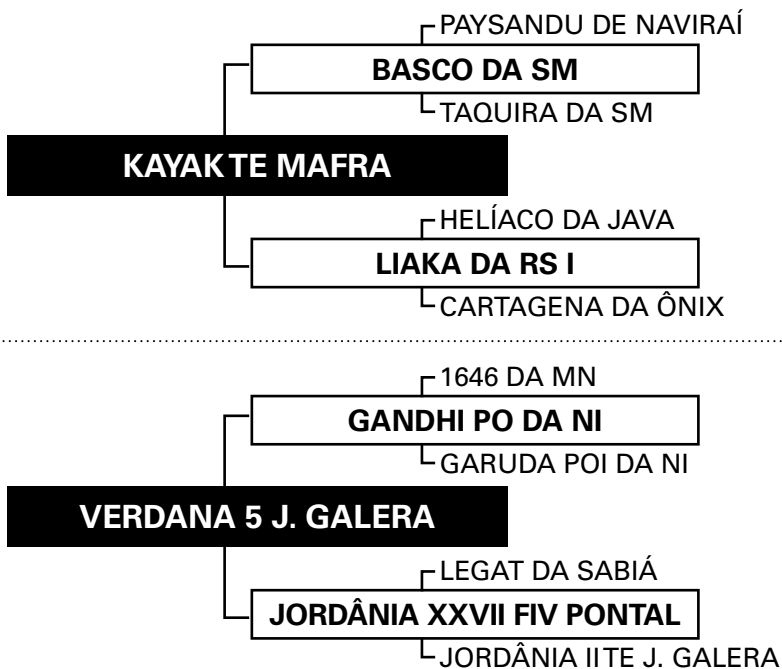 PAYSANDU DE NAVIRAÍ
BASCO DA SM
TAQUIRA DA SM
KAYAK TE MAFRA
HELÍACO DA JAVA
LIAKA DA RS I
CARTAGENA DA ÔNIX
1646 DA MN
GANDHI PO DA NI
GARUDA POI DA NI
VERDANA 5 J. GALERA
LEGAT DA SABIÁ
JORDÂNIA XXVII FIV PONTAL
JORDÂNIA II TE J. GALERA